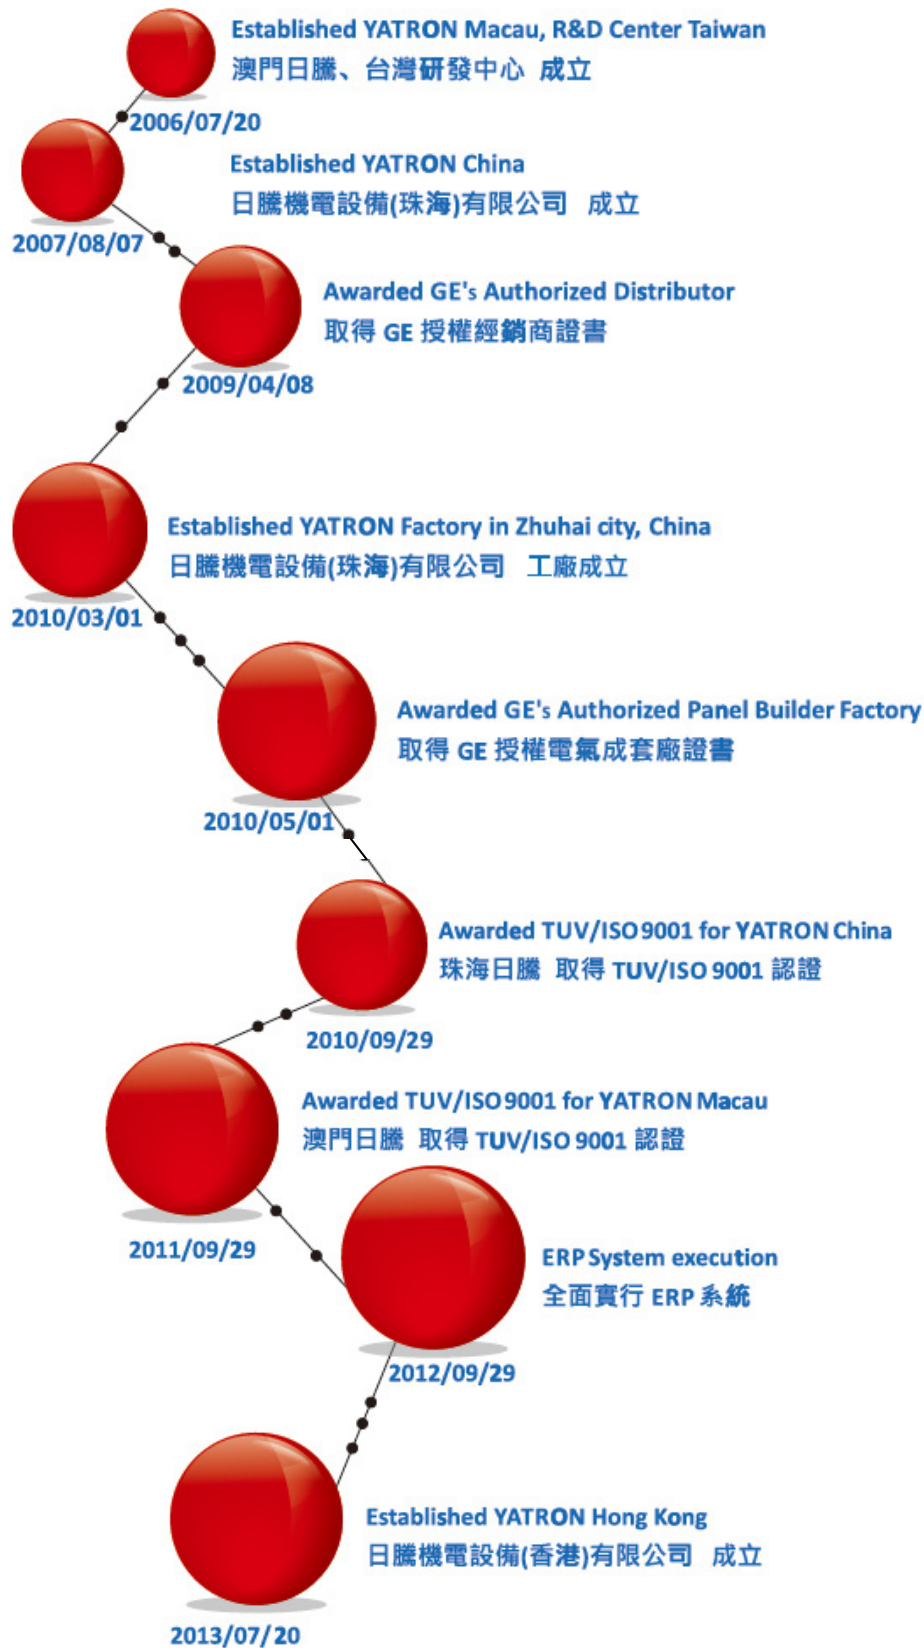 Established YATRON Macau, R&D Center Taiwan
澳門日騰、台灣研發中心 成立
2006/07/20
Established YATRON China
日騰機電設備(珠海)有限公司 成立
2007/08/07
Awarded GE's Authorized Distributor
取得 GE 授權經銷商證書
2009/04/08
Established YATRON Factory in Zhuhai city, China
日騰機電設備(珠海)有限公司 工廠成立
2010/03/01
Awarded GE's Authorized Panel Builder Factory
取得 GE 授權電氣成套廠證書
2010/05/01
Awarded TUV/ISO 9001 for YATRON China
珠海日騰 取得 TUV/ISO 9001 認證
2010/09/29
Awarded TUV/ISO 9001 for YATRON Macau
澳門日騰 取得 TUV/ISO 9001 認證
2011/09/29
ERP System execution
全面實行 ERP 系統
2012/09/29
Established YATRON Hong Kong
日騰機電設備(香港)有限公司 成立
2013/07/20